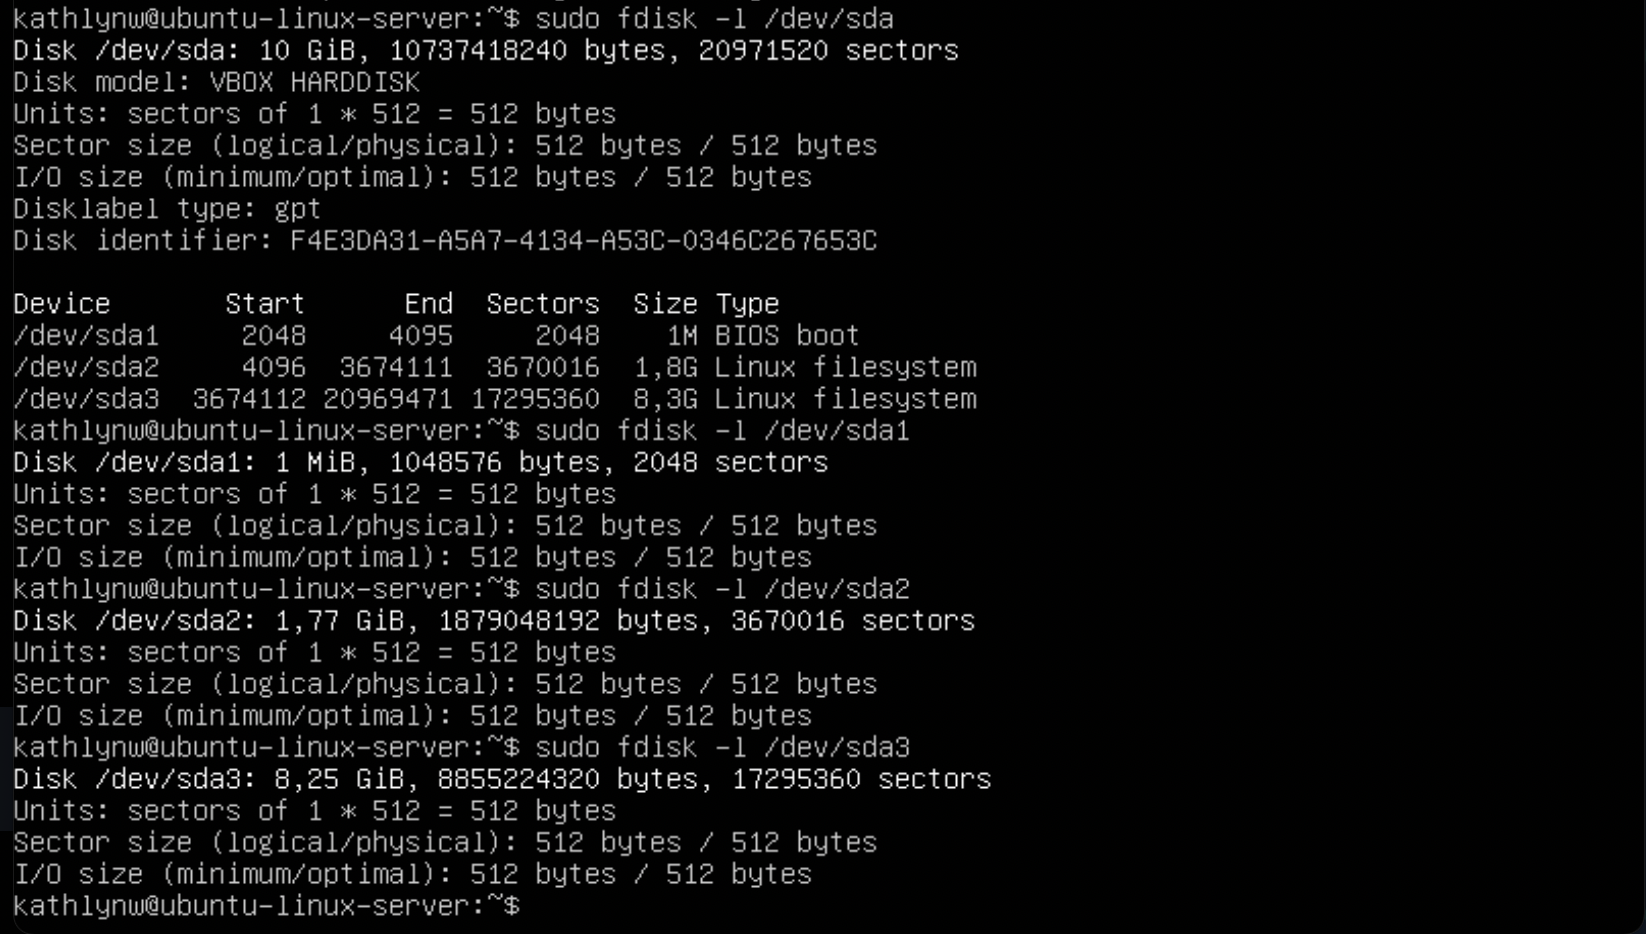 kathlynw@ubuntu-linux-server:~$ sudo fdisk -l /dev/sda
Disk /dev/sda: 10 GiB, 10737418240 bytes, 20971520 sectors
Disk model: VBOX HARDDISK
Units: sectors of 1 * 512 = 512 bytes
Sector size (logical/physical): 512 bytes / 512 bytes
I/O size (minimum/optimal): 512 bytes / 512 bytes
Disklabel type: gpt
Disk identifier: F4E3DA31-A5A7-4134-A53C-0346C267653C
Device       Start      End  Sectors  Size Type
/dev/sda1     2048     4095     2048    1M BIOS boot
/dev/sda2     4096  3674111  3670016  1,8G Linux filesystem
/dev/sda3  3674112 20969471 17295360  8,3G Linux filesystem
kathlynw@ubuntu-linux-server:~$ sudo fdisk -l /dev/sda1
Disk /dev/sda1: 1 MiB, 1048576 bytes, 2048 sectors
Units: sectors of 1 * 512 = 512 bytes
Sector size (logical/physical): 512 bytes / 512 bytes
I/O size (minimum/optimal): 512 bytes / 512 bytes
kathlynw@ubuntu-linux-server:~$ sudo fdisk -l /dev/sda2
Disk /dev/sda2: 1,77 GiB, 1879048192 bytes, 3670016 sectors
Units: sectors of 1 * 512 = 512 bytes
Sector size (logical/physical): 512 bytes / 512 bytes
I/O size (minimum/optimal): 512 bytes / 512 bytes
kathlynw@ubuntu-linux-server:~$ sudo fdisk -l /dev/sda3
Disk /dev/sda3: 8,25 GiB, 8855224320 bytes, 17295360 sectors
Units: sectors of 1 * 512 = 512 bytes
Sector size (logical/physical): 512 bytes / 512 bytes
I/O size (minimum/optimal): 512 bytes / 512 bytes
kathlynw@ubuntu-linux-server:~$